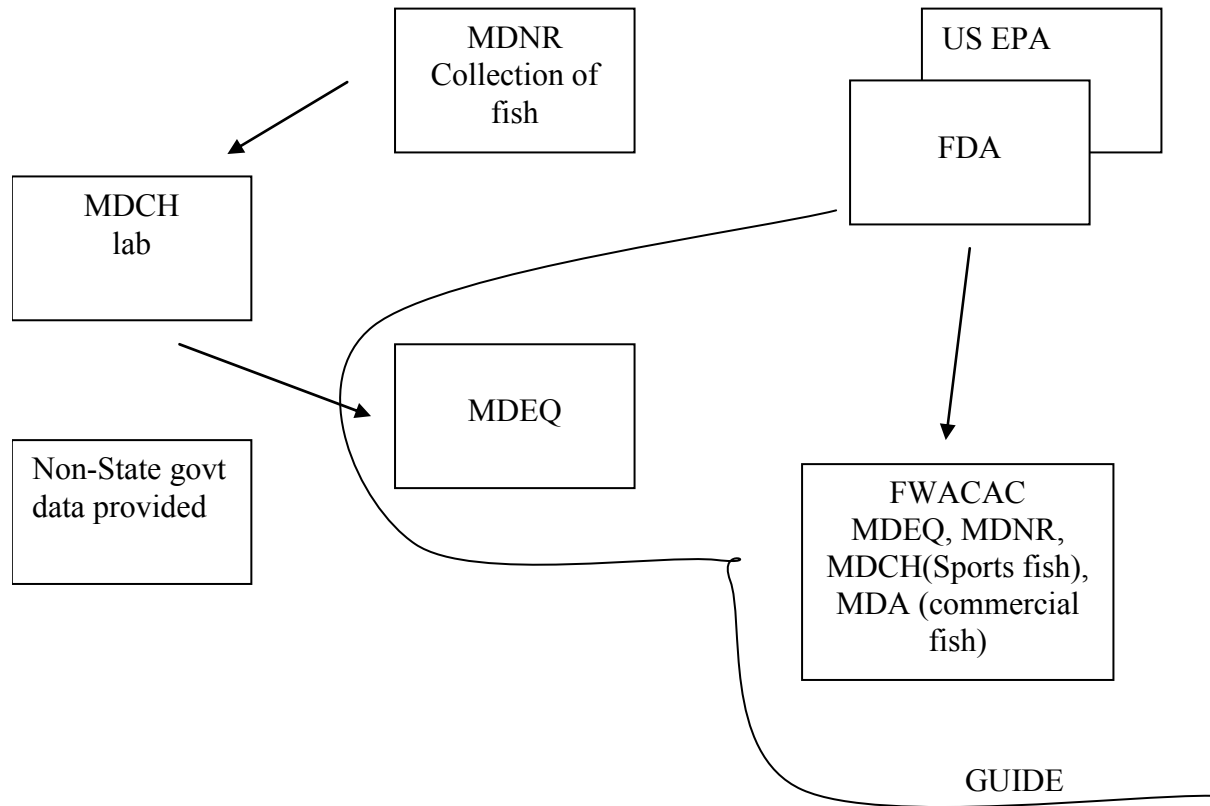 MDNR
Collection of
fish
US EPA
FDA
MDCH
lab
MDEQ
Non-State govt
data provided
FWACAC
MDEQ, MDNR,
MDCH(Sports fish),
MDA (commercial
fish)
GUIDE